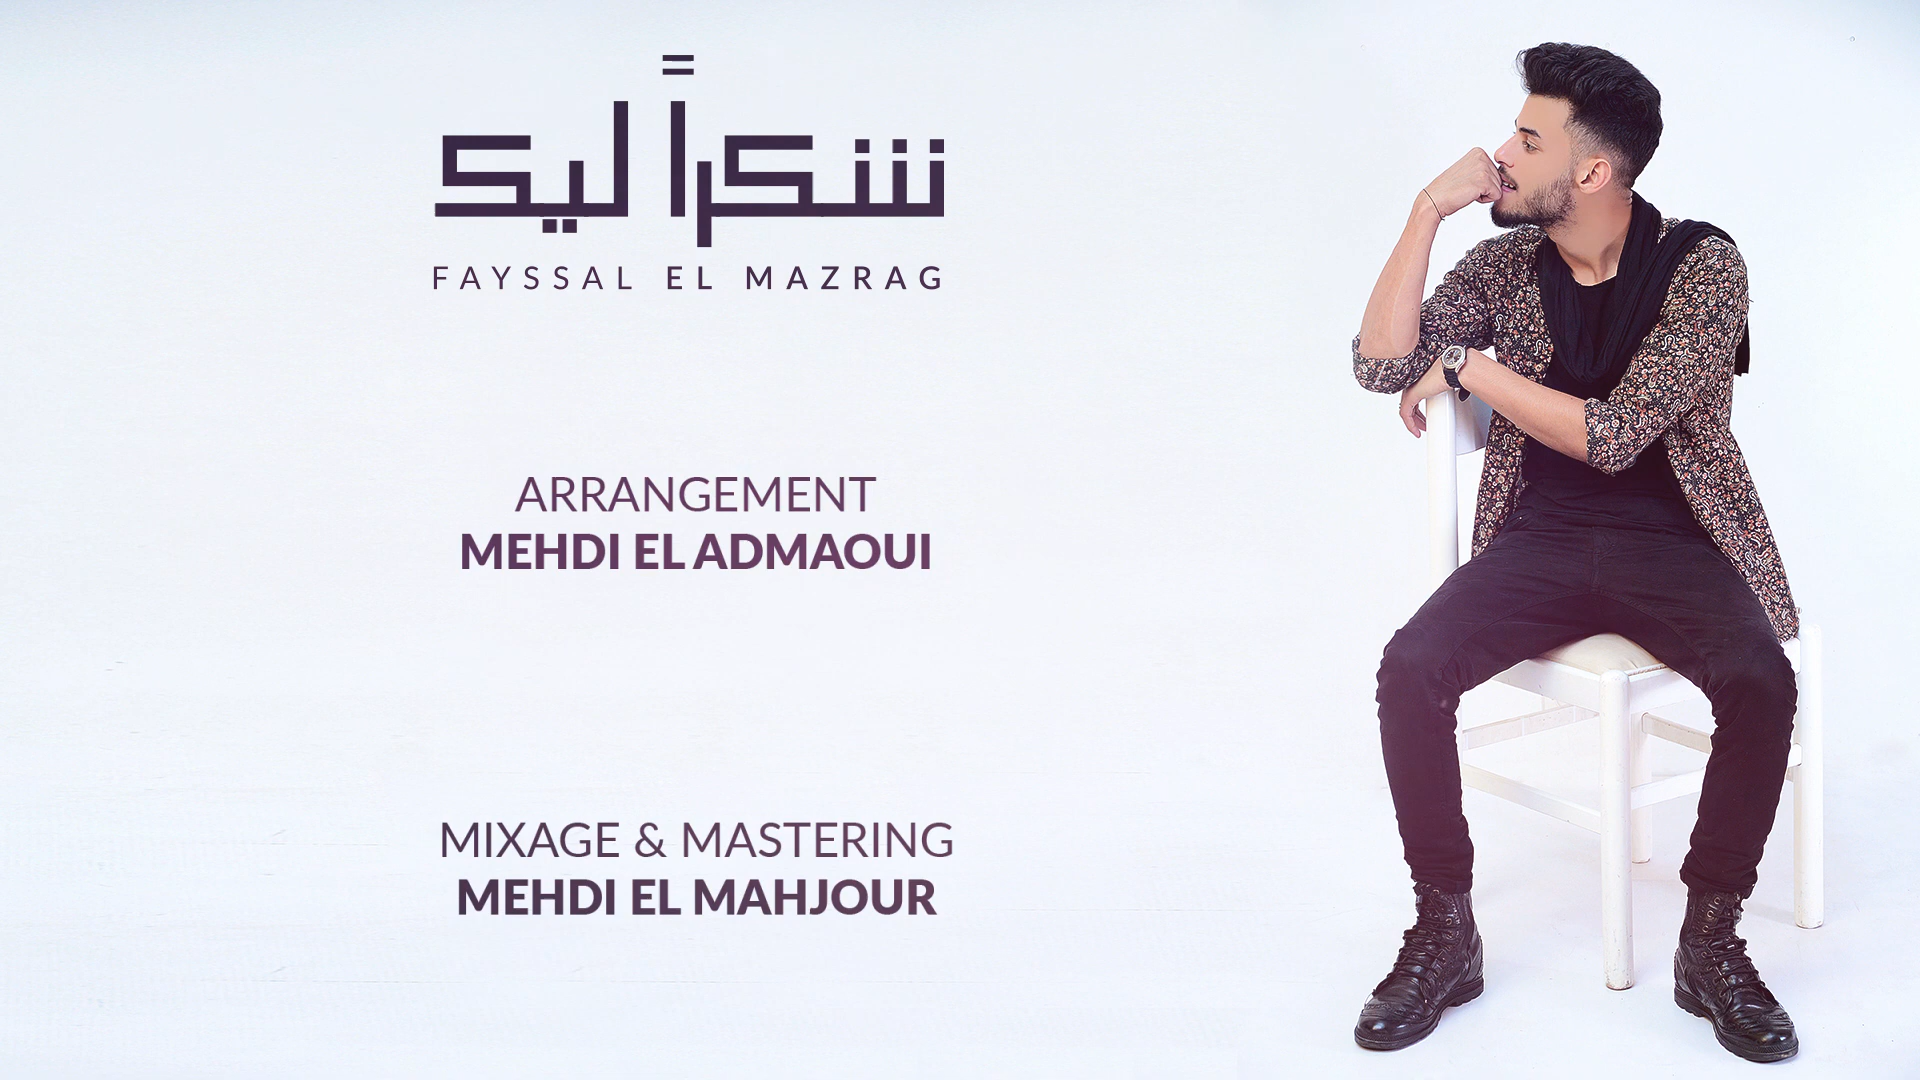 شكراً ليك
FAYSSAL EL MAZRAG
ARRANGEMENT
MEHDI EL ADMAOUI
MIXAGE & MASTERING
MEHDI EL MAHJOUR